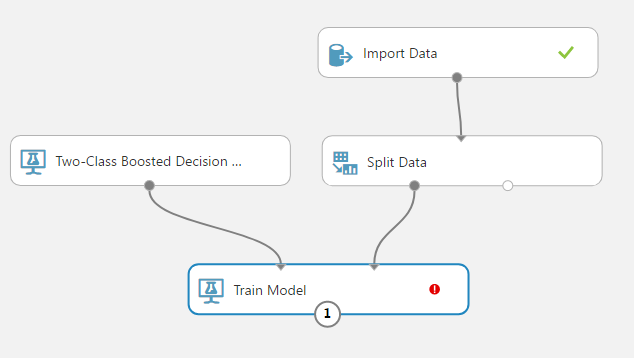 Import Data
Two-Class Boosted Decision ...
Split Data
Train Model
1